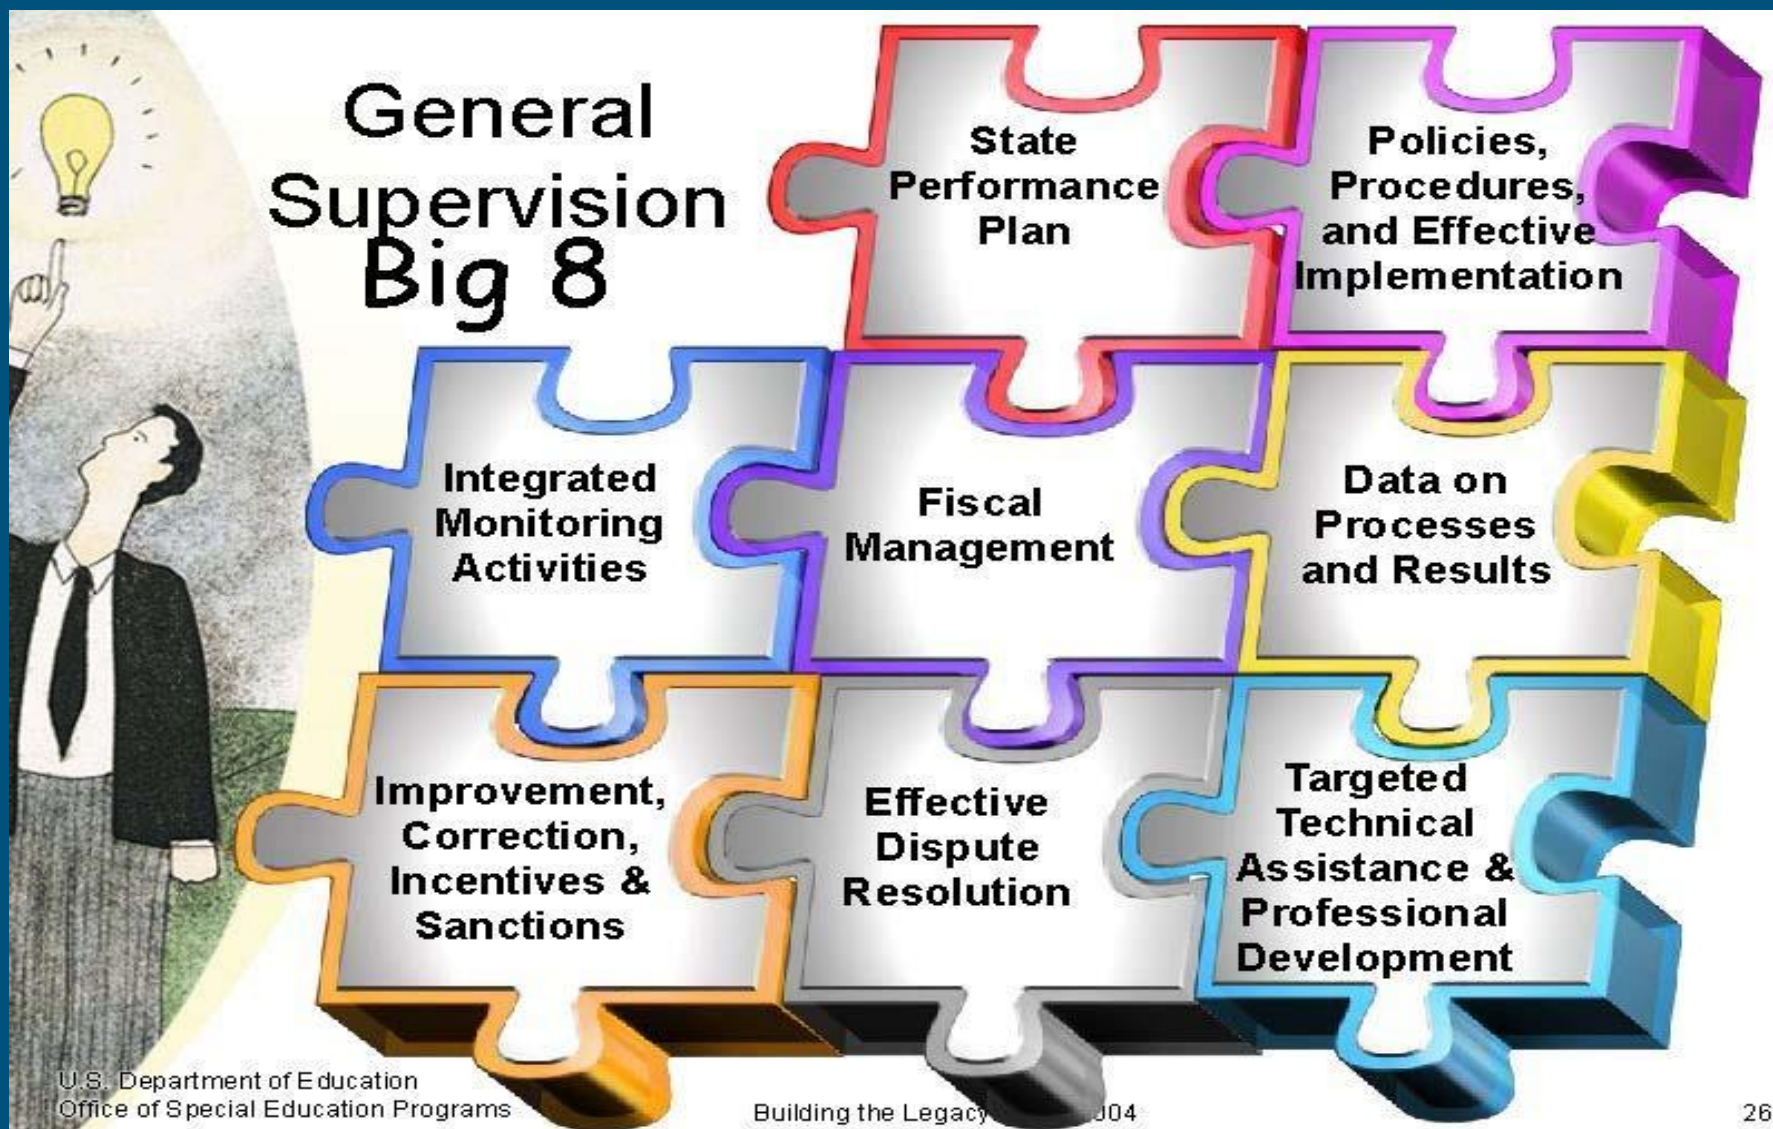 General
Supervision
Big 8
State
Performance
Plan
Policies,
Procedures,
and Effective
Implementation
Integrated
Monitoring
Activities
Fiscal
Management
Data on
Processes
and Results
Improvement,
Correction,
Incentives &
Sanctions
Effective
Dispute
Resolution
Targeted
Technical
Assistance &
Professional
Development
U.S. Department of Education
Office of Special Education Programs
Building the Legacy
26